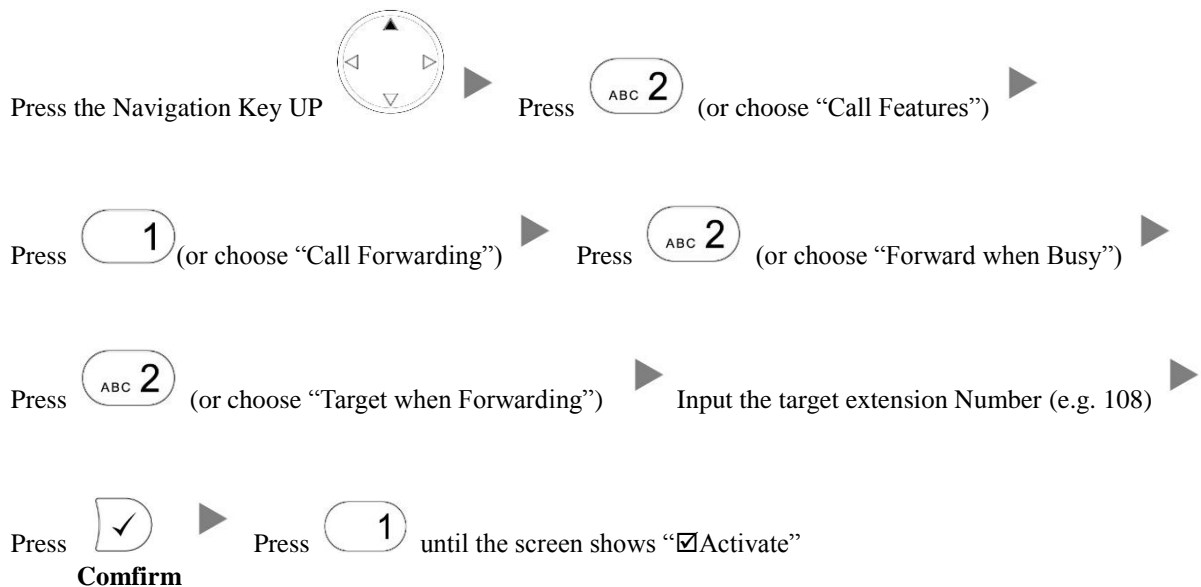 Press the Navigation Key UP Press ABC 2 (or choose “Call Features”)
Press 1 (or choose “Call Forwarding”) Press ABC 2 (or choose “Forward when Busy”)
Press ABC 2 (or choose “Target when Forwarding”) Input the target extension Number (e.g. 108)
Press ✓ Press 1 until the screen shows “☑Activate”
Comfirm